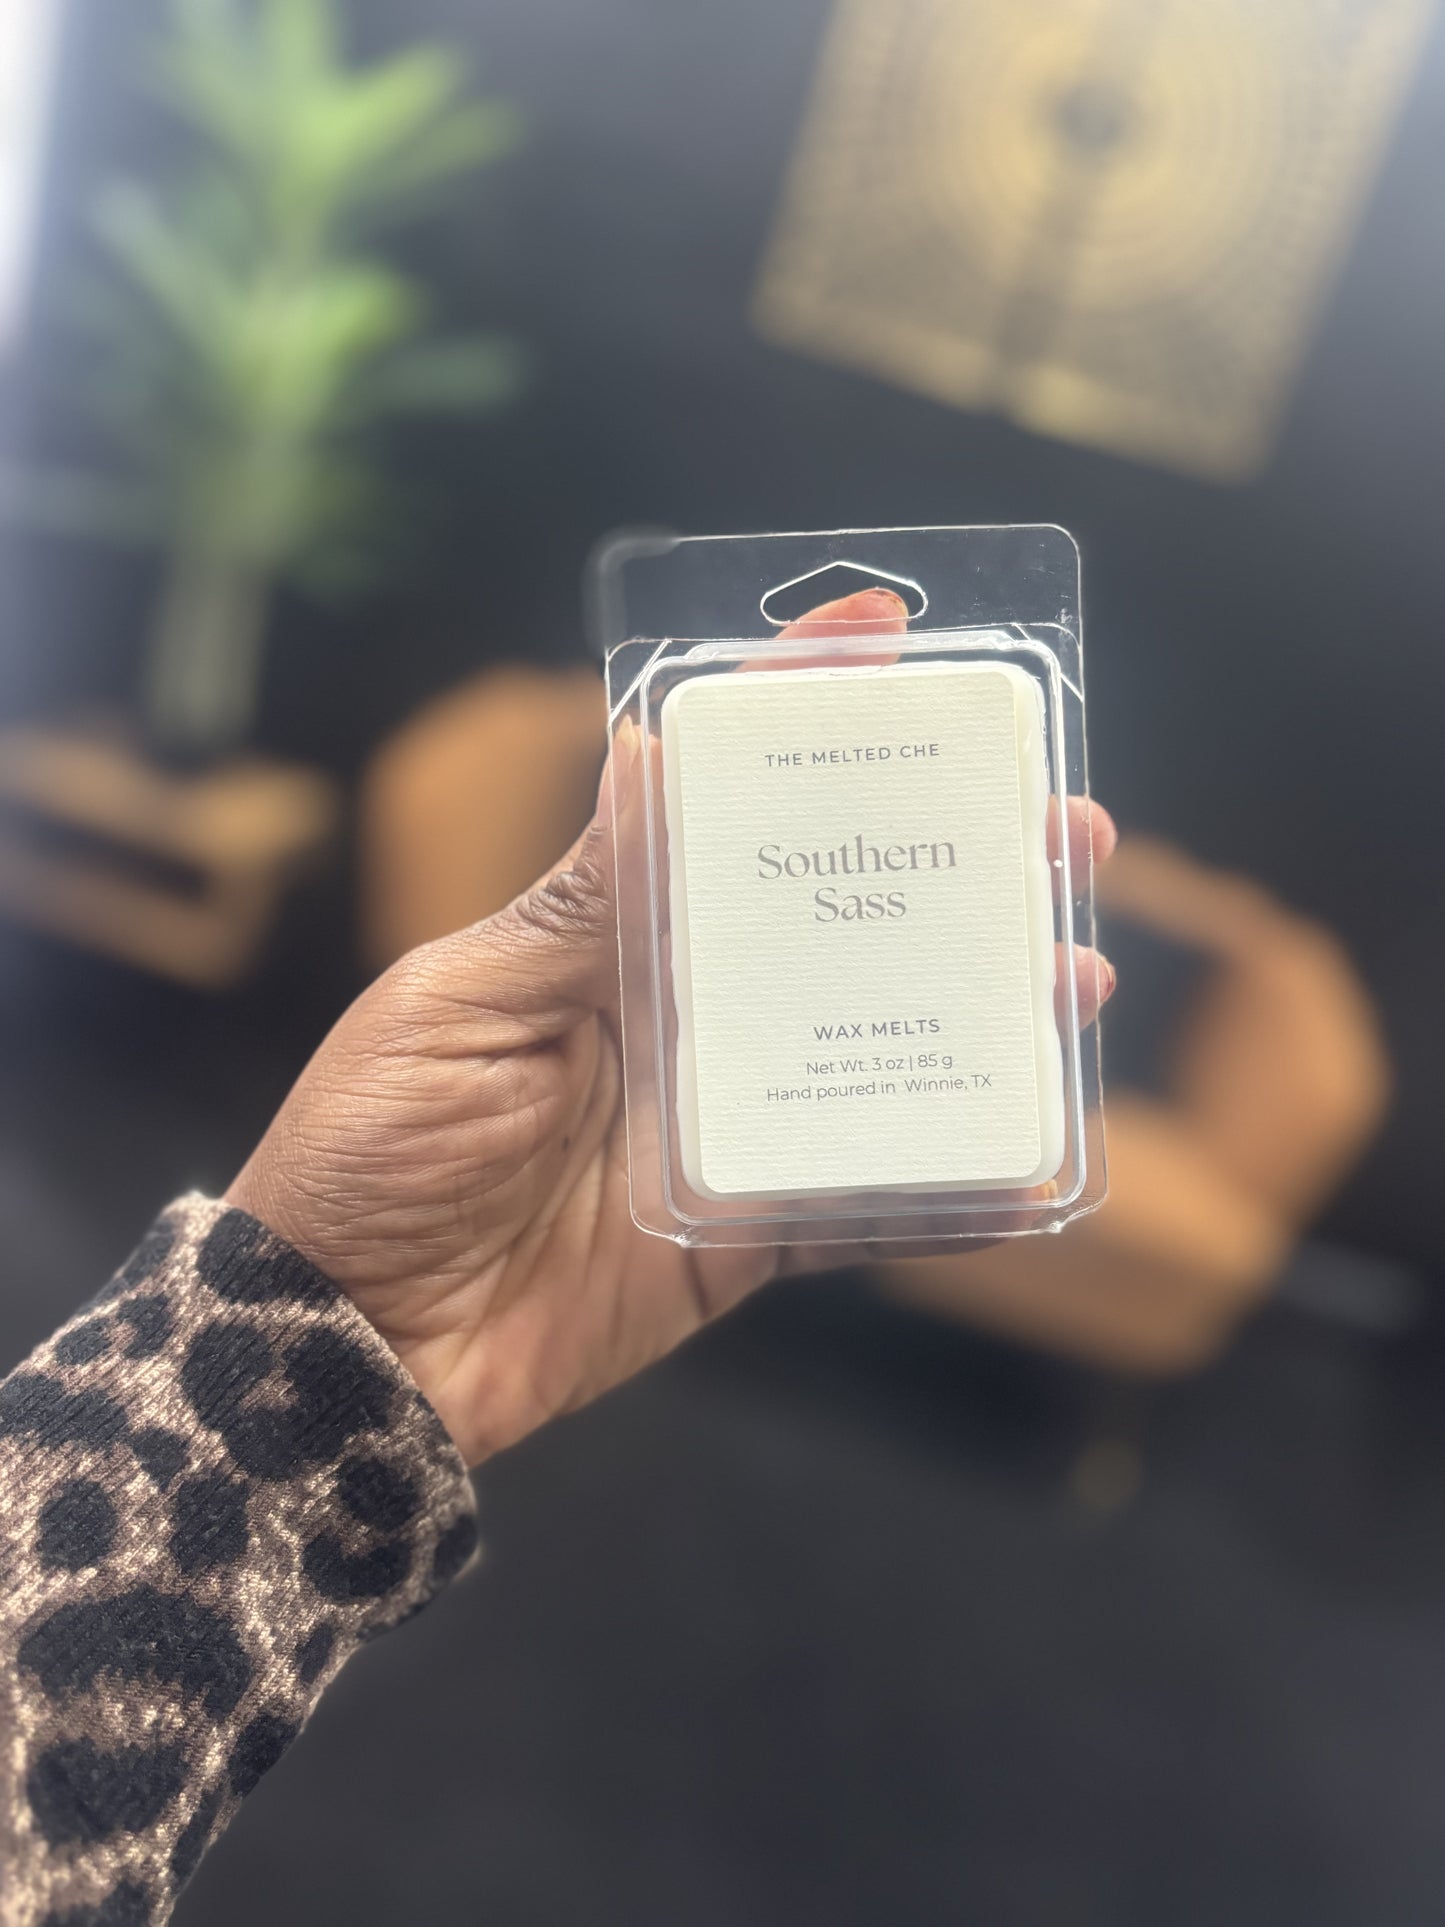 THE MELTED CHE
Southern
Sass
WAX MELTS
Net Wt. 3 oz | 85 g
Hand poured in Winnie, TX